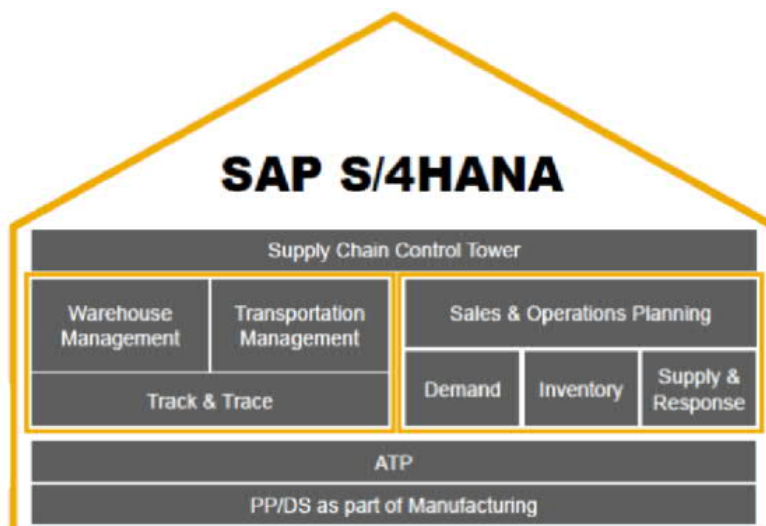 SAP S/4HANA
Supply Chain Control Tower
Warehouse
Management
Transportation
Management
Track & Trace
Sales & Operations Planning
Demand
Inventory
Supply &
Response
ATP
PP/DS as part of Manufacturing